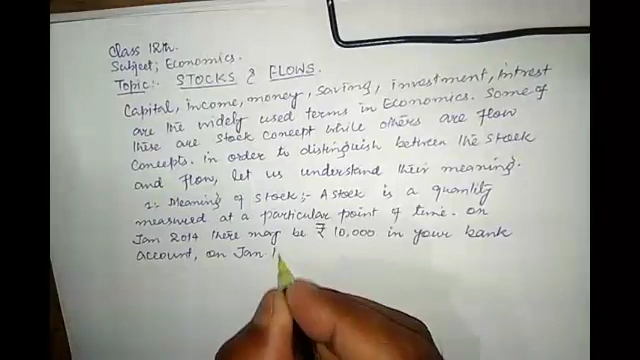 Class 12th.
Subject; Economics.
Topic:- STOCKS & FLOWS.
Capital, income, money, saving, investment, intrest
are the widely used terms in Economics. Some of
these are stock concept while others are flow
concepts. in order to distinguish between the stock
and flow, let us understand their meaning.
1:- Meaning of Stock:- A stock is a quantity
measured at a particular point of time. on
Jan 2014 there may be ₹ 10,000 in your bank
account, on Jan 1